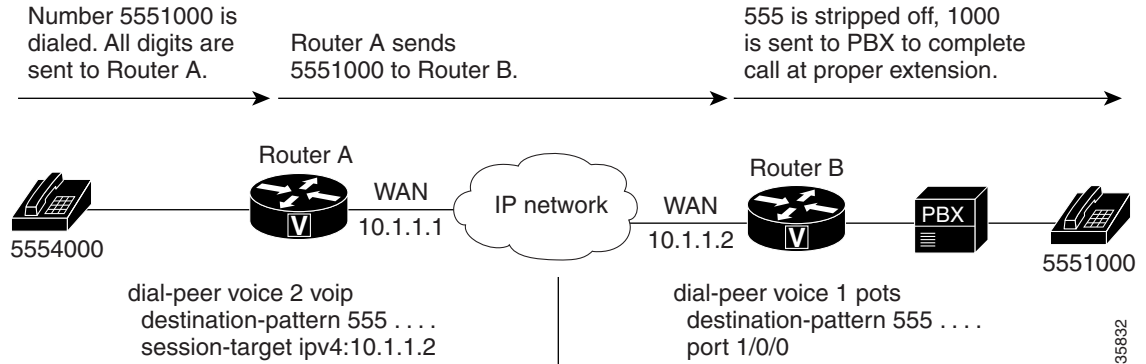 Number 5551000 is
dialed. All digits are
sent to Router A.
Router A sends
5551000 to Router B.
555 is stripped off, 1000
is sent to PBX to complete
call at proper extension.
Router A
V
WAN
10.1.1.1
IP network
WAN
10.1.1.2
Router B
V
PBX
5554000
5551000
dial-peer voice 2 voip
destination-pattern 555 . . . .
session-target ipv4:10.1.1.2
dial-peer voice 1 pots
destination-pattern 555 . . . .
port 1/0/0
35832